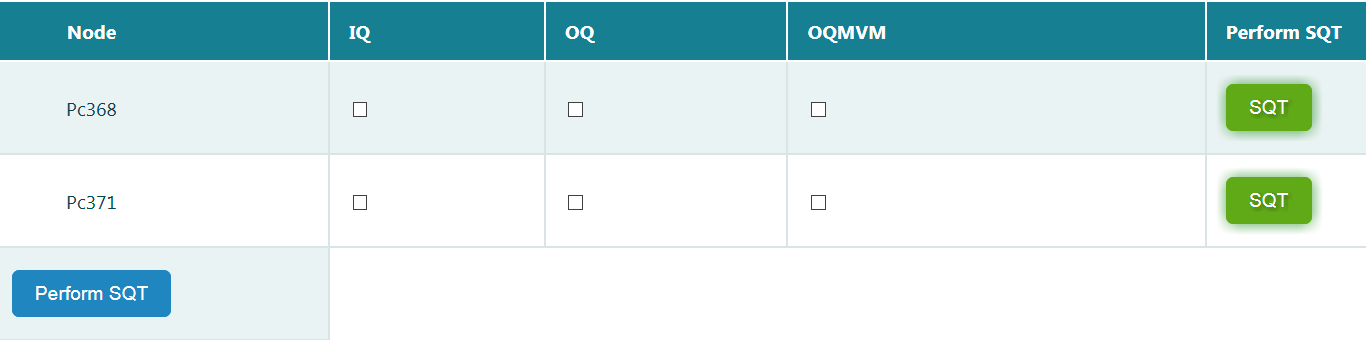 Node IQ OQ OQMVM Perform SQT
Pc368 SQT
Pc371 SQT
Perform SQT